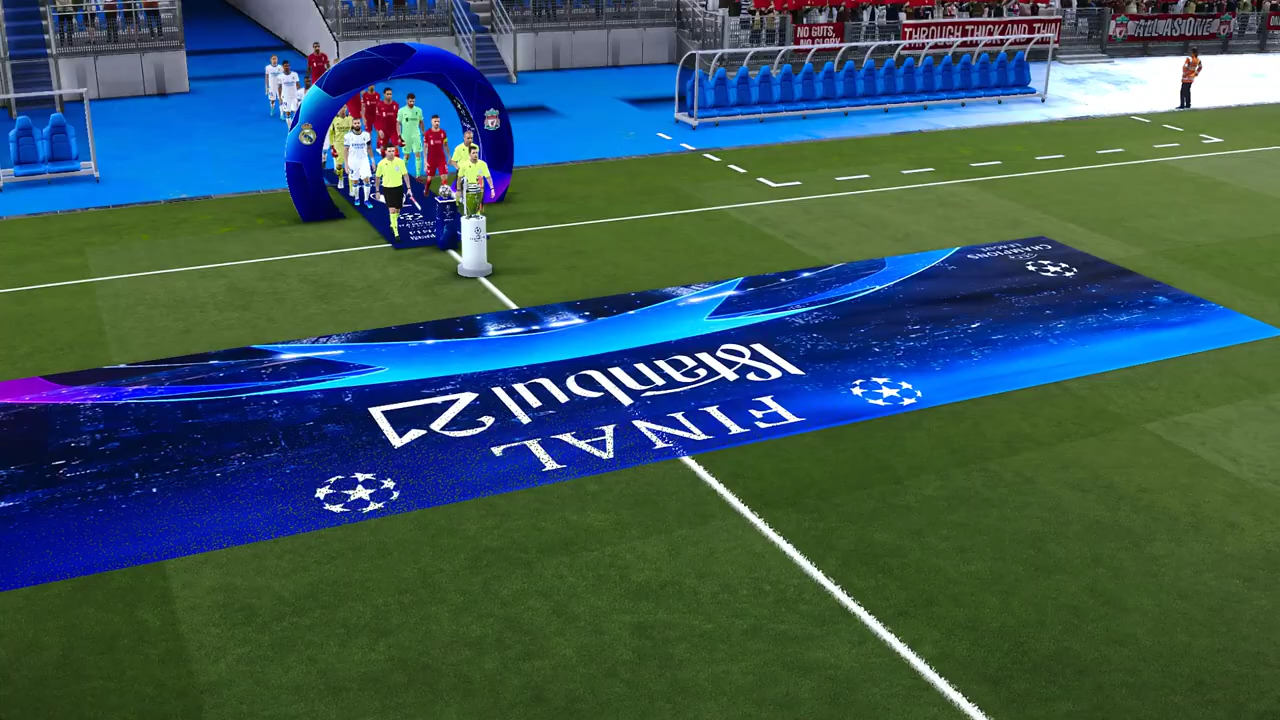 NO GUTS,
NO GLORY
THROUGH THICK AND THIN
ALL AS ONE
CHAMPIONS
LEAGUE
IStanbul21
FINAL